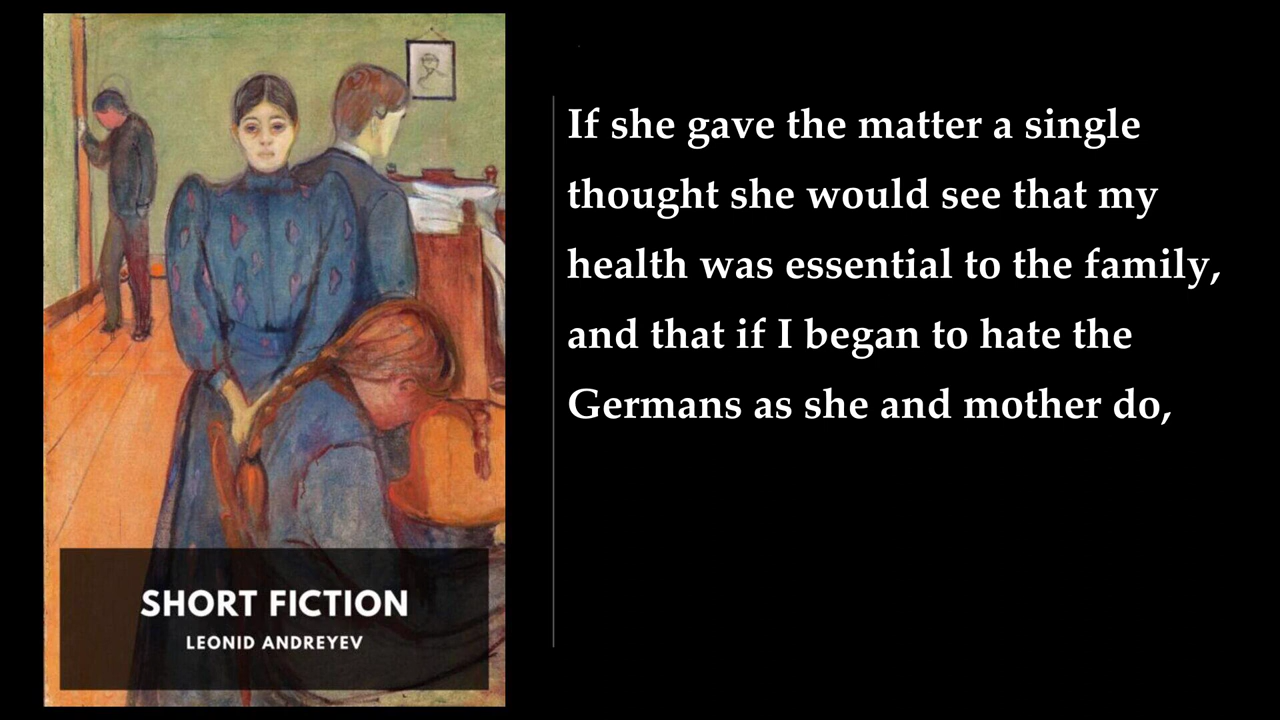 SHORT FICTION
LEONID ANDREYEV
If she gave the matter a single
thought she would see that my
health was essential to the family,
and that if I began to hate the
Germans as she and mother do,